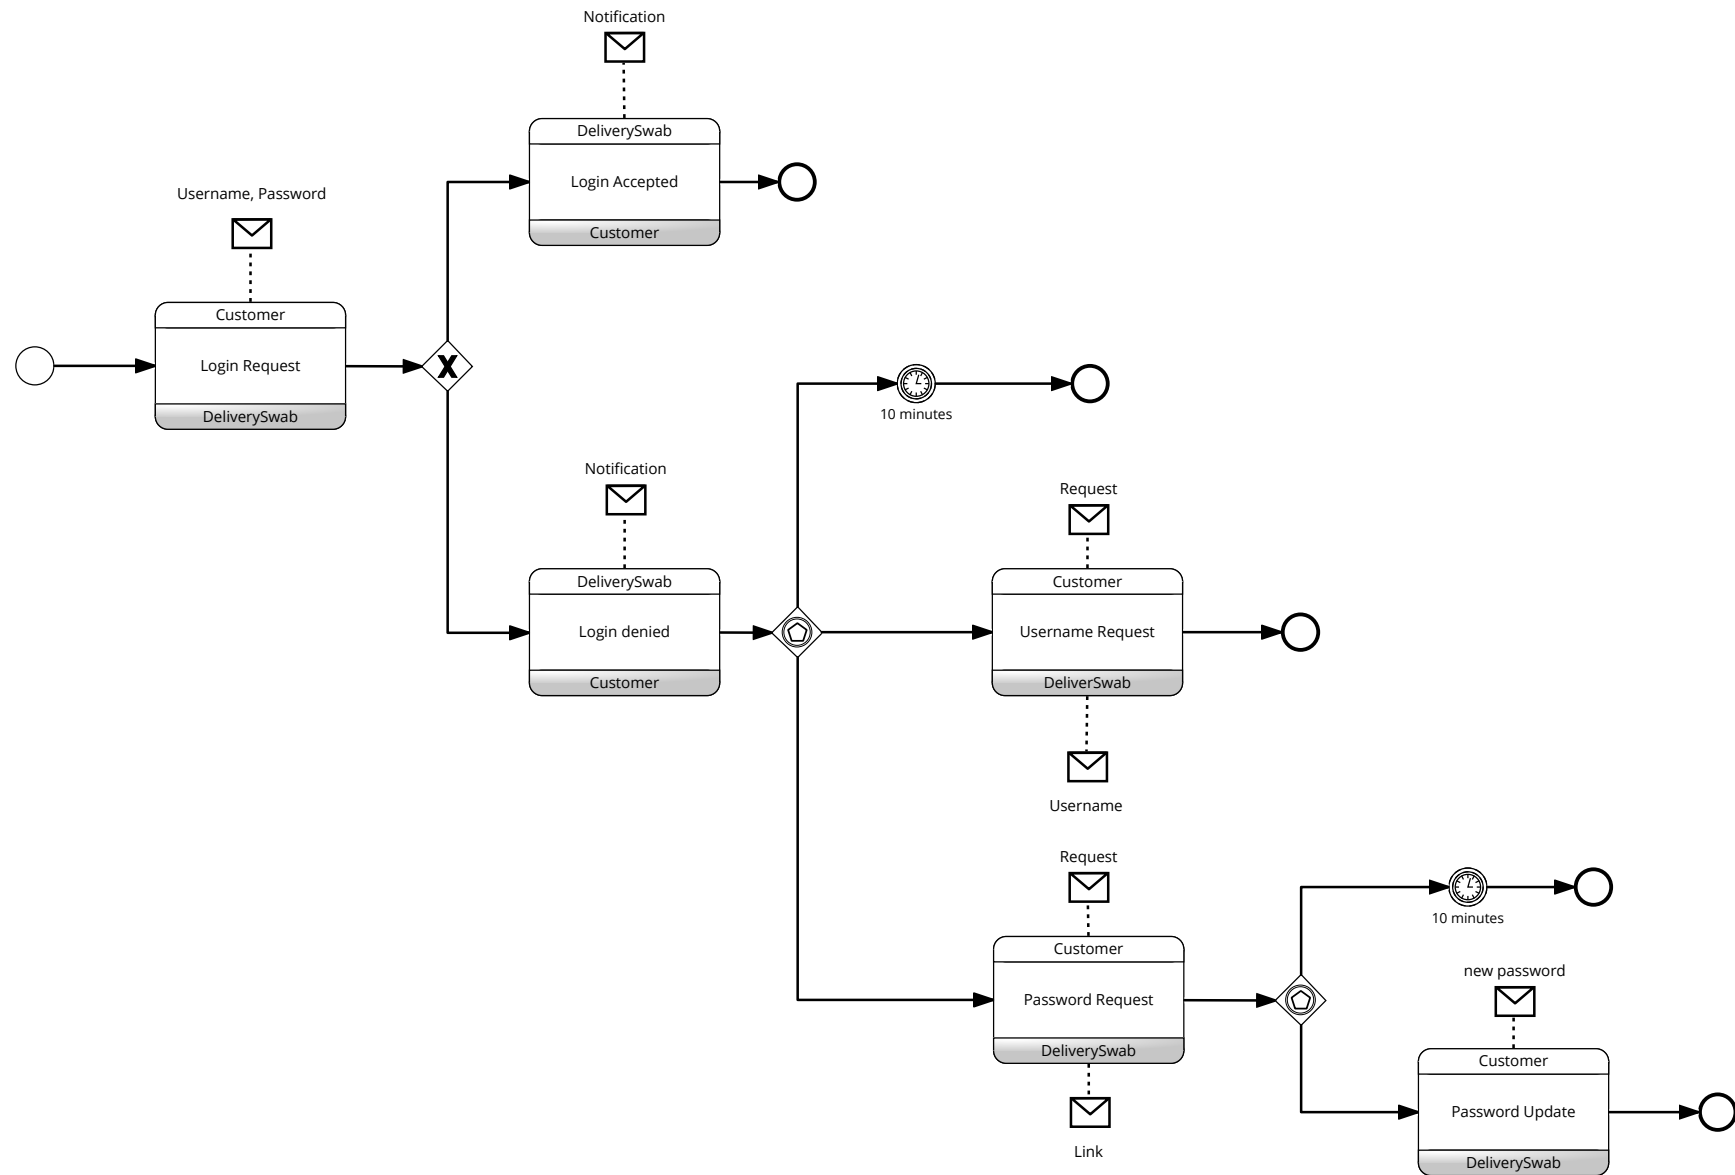 Notification
DeliverySwab
Login Accepted
Customer
Username, Password
Customer
Login Request
DeliverySwab
X
10 minutes
Notification
DeliverySwab
Login denied
Customer
Request
Customer
Username Request
DeliverSwab
Username
Request
Customer
Password Request
DeliverySwab
Link
10 minutes
new password
Customer
Password Update
DeliverySwab